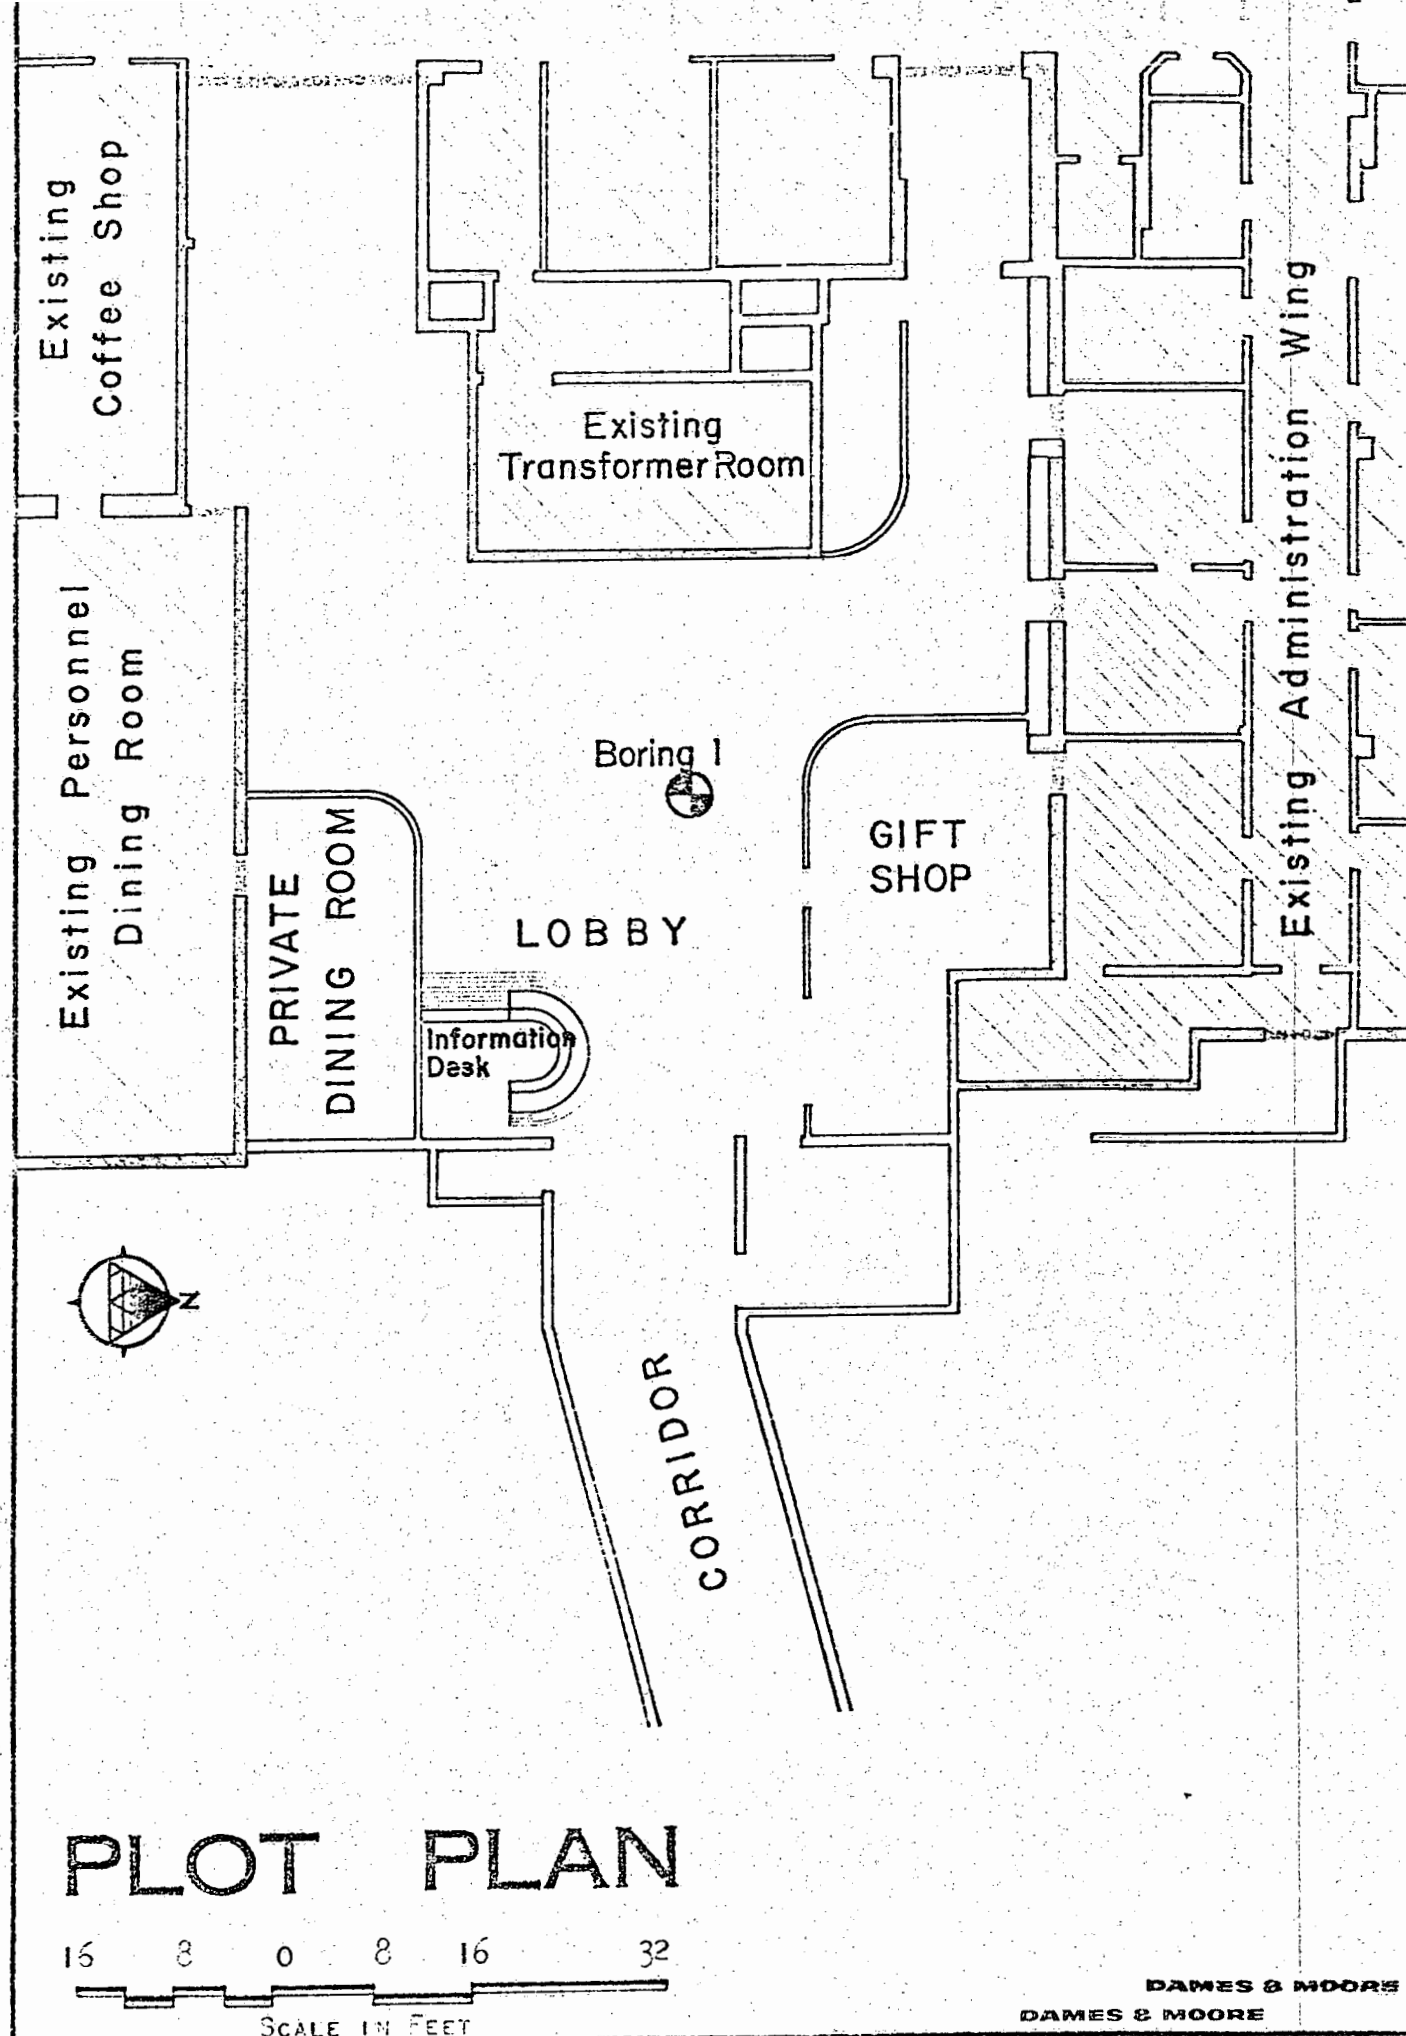 Existing
Coffee Shop
Existing
Transformer Room
Existing Administration Wing
Existing Personnel
Dining Room
Boring 1
PRIVATE
DINING ROOM
GIFT
SHOP
LOBBY
Information
Desk
N
CORRIDOR
PLOT PLAN
16 8 0 8 16 32
SCALE IN FEET
DAMES & MOORE
DAMES & MOORE